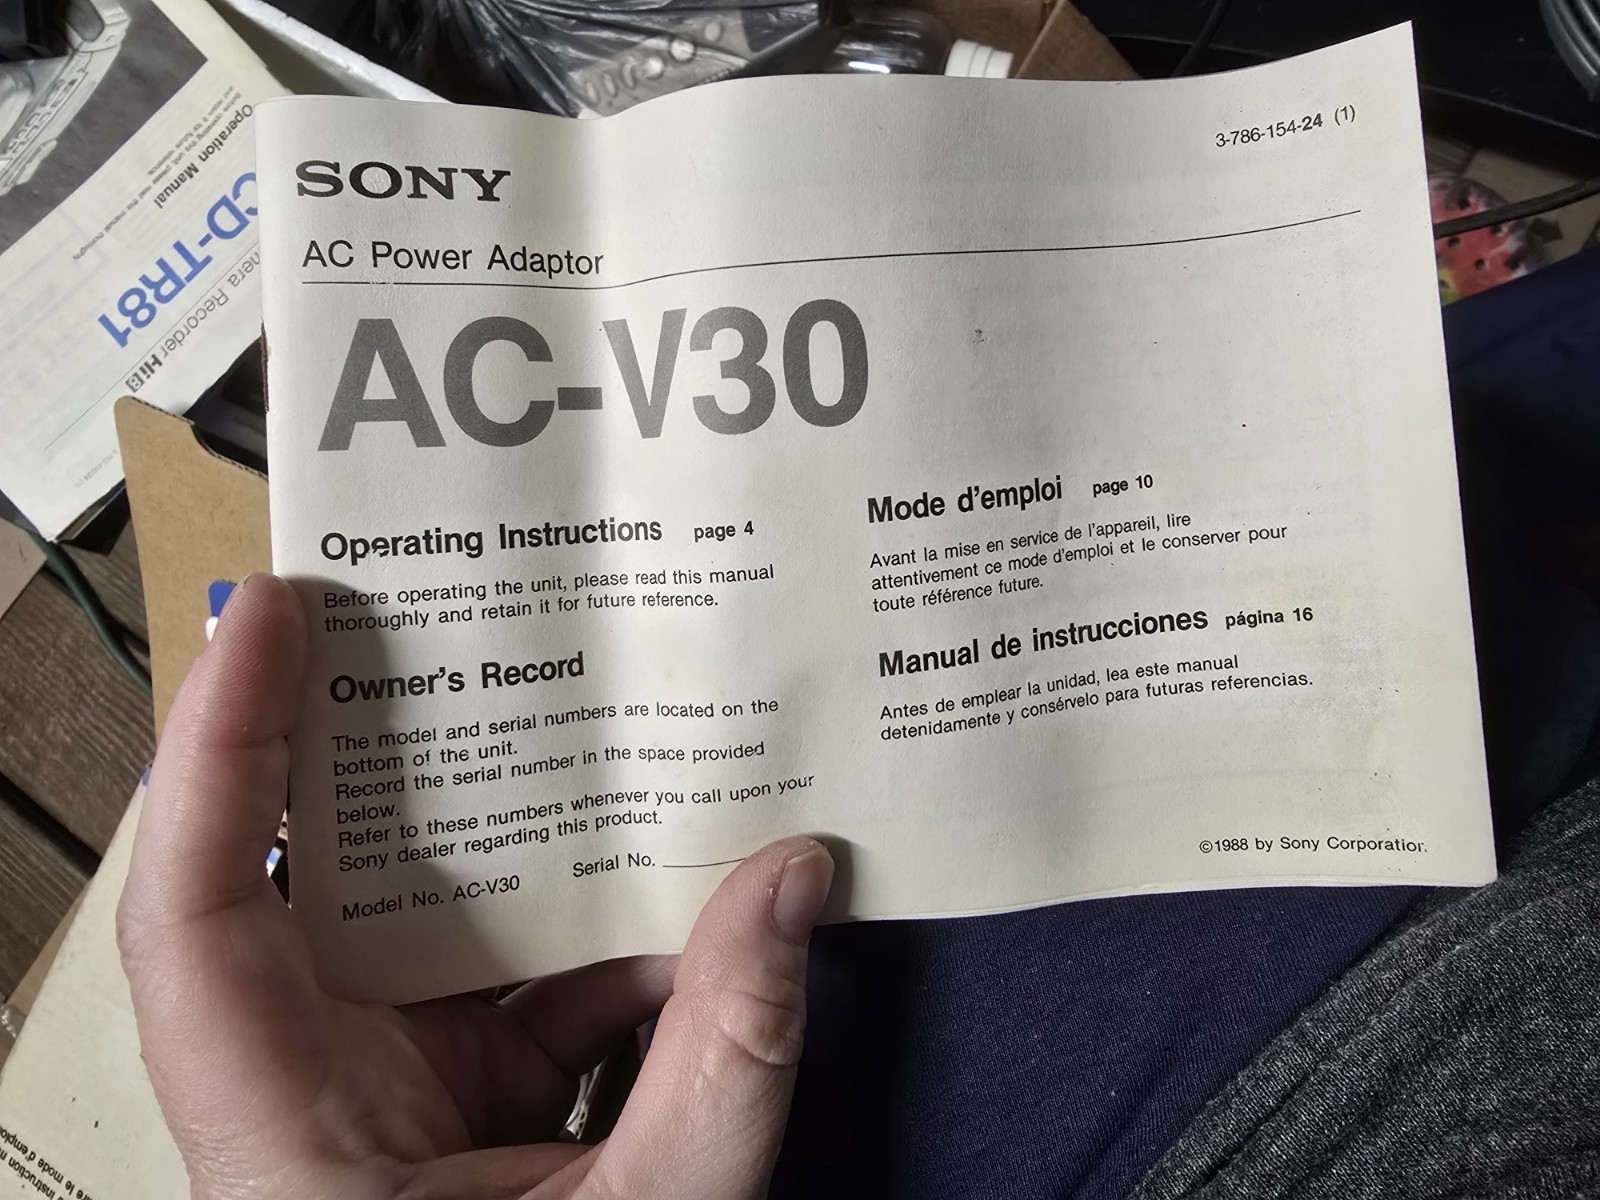 SONY
3-786-154-24 (1)
AC Power Adaptor
AC-V30
Operating Instructions page 4
Before operating the unit, please read this manual
thoroughly and retain it for future reference.
Owner's Record
The model and serial numbers are located on the
bottom of the unit.
Record the serial number in the space provided
below.
Refer to these numbers whenever you call upon your
Sony dealer regarding this product.
Model No. AC-V30 Serial No.
Mode d'emploi page 10
Avant la mise en service de l'appareil, lire
attentivement ce mode d'emploi et le conserver pour
toute référence future.
Manual de instrucciones página 16
Antes de emplear la unidad, lea este manual
detenidamente y consérvelo para futuras referencias.
©1988 by Sony Corporation
Recorder Hi8
CD-TR81
Operation Manual
mode d'emploi